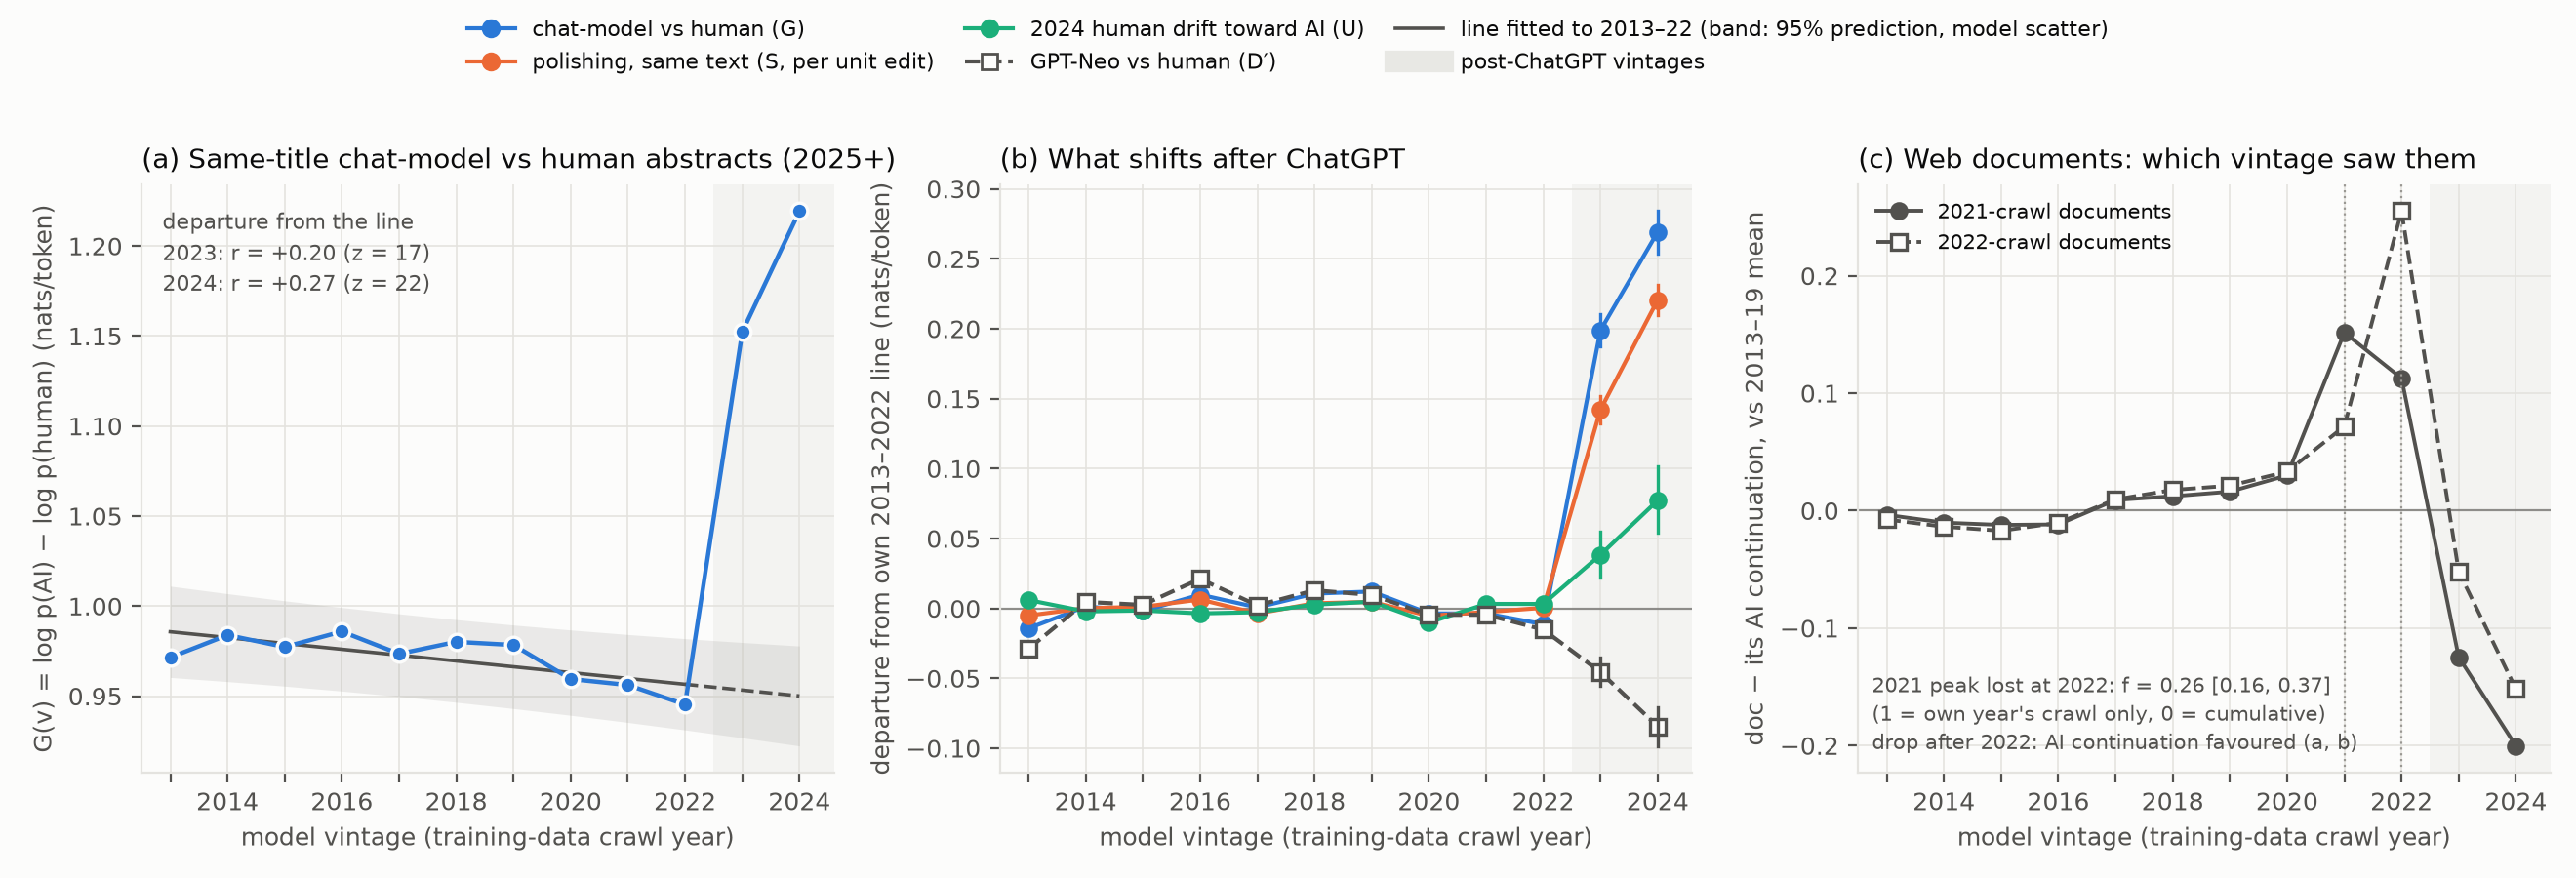 chat-model vs human (G)
polishing, same text (S, per unit edit)
2024 human drift toward AI (U)
GPT-Neo vs human (D′)
line fitted to 2013–22 (band: 95% prediction, model scatter)
post-ChatGPT vintages
(a) Same-title chat-model vs human abstracts (2025+)
G(v) = log p(AI) − log p(human) (nats/token)
1.20
1.15
1.10
1.05
1.00
0.95
departure from the line
2023: r = +0.20 (z = 17)
2024: r = +0.27 (z = 22)
2014 2016 2018 2020 2022 2024
model vintage (training-data crawl year)
(b) What shifts after ChatGPT
departure from own 2013–2022 line (nats/token)
0.30
0.25
0.20
0.15
0.10
0.05
0.00
−0.05
−0.10
2014 2016 2018 2020 2022 2024
model vintage (training-data crawl year)
(c) Web documents: which vintage saw them
doc − its AI continuation, vs 2013–19 mean
0.2
0.1
0.0
−0.1
−0.2
2021-crawl documents
2022-crawl documents
2021 peak lost at 2022: f = 0.26 [0.16, 0.37]
(1 = own year's crawl only, 0 = cumulative)
drop after 2022: AI continuation favoured (a, b)
2014 2016 2018 2020 2022 2024
model vintage (training-data crawl year)